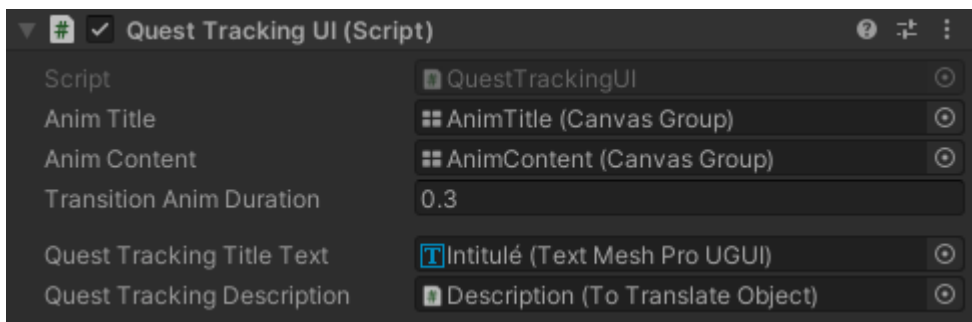 Quest Tracking UI (Script)
Script QuestTrackingUI
Anim Title AnimTitle (Canvas Group)
Anim Content AnimContent (Canvas Group)
Transition Anim Duration 0.3
Quest Tracking Title Text Intitulé (Text Mesh Pro UGUI)
Quest Tracking Description Description (To Translate Object)